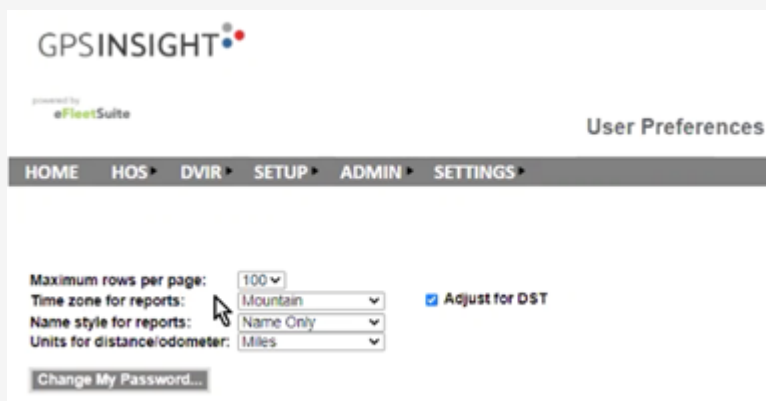 GPSINSIGHT
powered by
eFleetSuite
User Preferences
HOME HOS DVIR SETUP ADMIN SETTINGS
Maximum rows per page: 100
Time zone for reports: Mountain Adjust for DST
Name style for reports: Name Only
Units for distance/odometer: Miles
Change My Password...